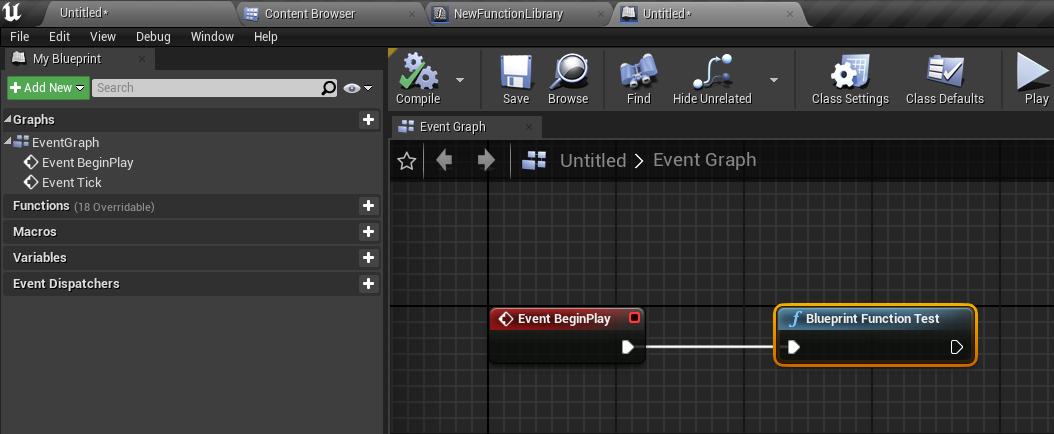 Untitled*
Content Browser
NewFunctionLibrary
Untitled*
File Edit View Debug Window Help
My Blueprint
Add New Search
Graphs
EventGraph
Event BeginPlay
Event Tick
Functions (18 Overridable)
Macros
Variables
Event Dispatchers
Compile Save Browse Find Hide Unrelated Class Settings Class Defaults Play
Event Graph
Untitled > Event Graph
Event BeginPlay
f Blueprint Function Test